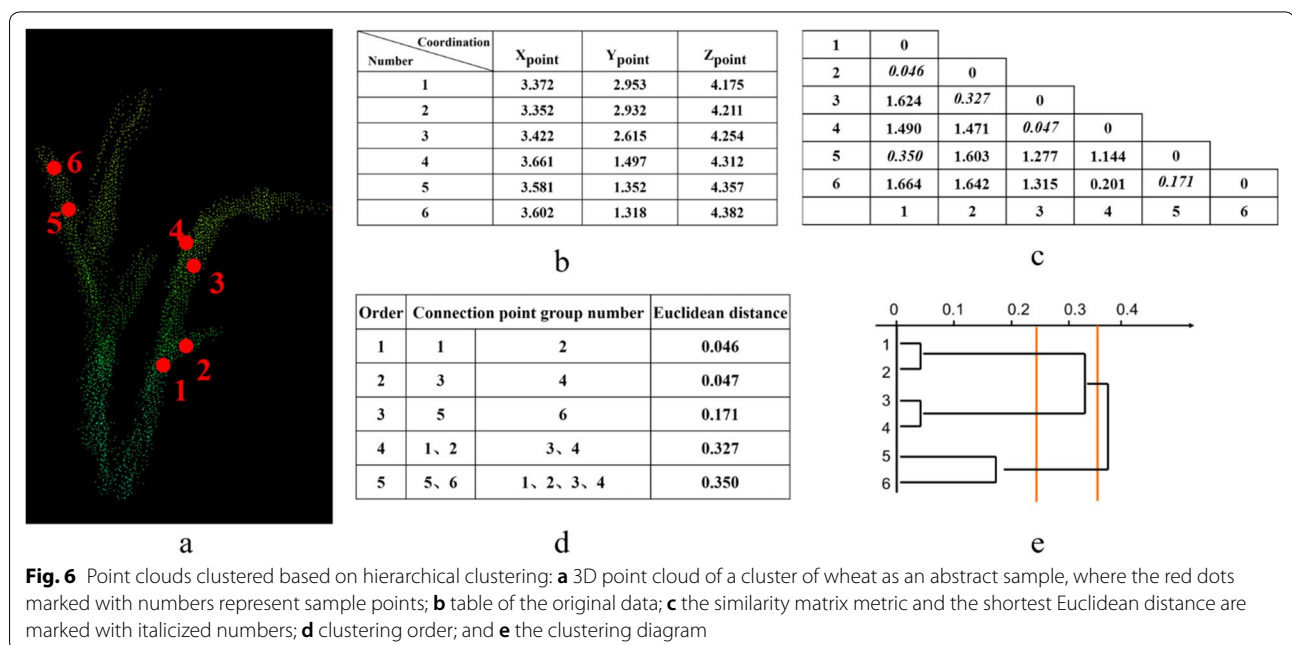 6
5
4
3
2
1
a
Coordination
Number Xpoint Ypoint Zpoint
1 3.372 2.953 4.175
2 3.352 2.932 4.211
3 3.422 2.615 4.254
4 3.661 1.497 4.312
5 3.581 1.352 4.357
6 3.602 1.318 4.382
b
1 0
2 0.046 0
3 1.624 0.327 0
4 1.490 1.471 0.047 0
5 0.350 1.603 1.277 1.144 0
6 1.664 1.642 1.315 0.201 0.171 0
1 2 3 4 5 6
c
Order Connection point group number Euclidean distance
1 1 2 0.046
2 3 4 0.047
3 5 6 0.171
4 1、2 3、4 0.327
5 5、6 1、2、3、4 0.350
d
0 0.1 0.2 0.3 0.4
1
2
3
4
5
6
e
Fig. 6 Point clouds clustered based on hierarchical clustering: a 3D point cloud of a cluster of wheat as an abstract sample, where the red dots
marked with numbers represent sample points; b table of the original data; c the similarity matrix metric and the shortest Euclidean distance are
marked with italicized numbers; d clustering order; and e the clustering diagram